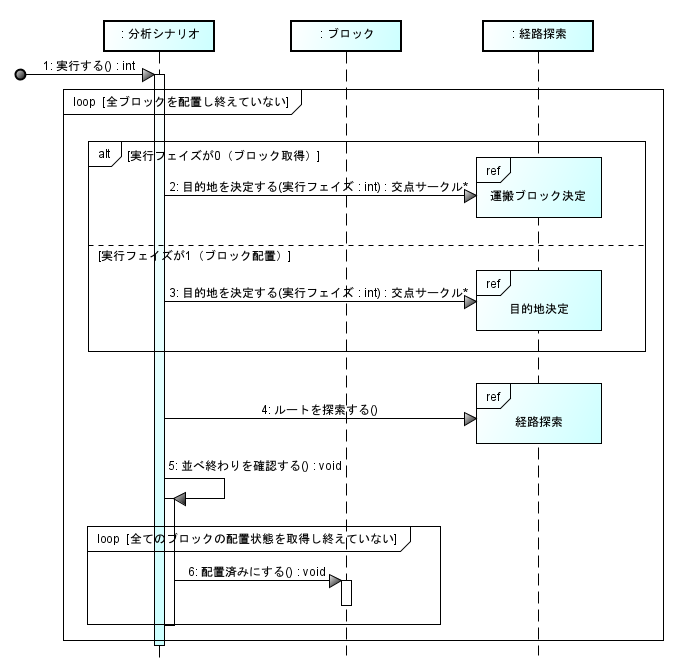 : 分析シナリオ
: ブロック
: 経路探索
1: 実行する() : int
loop [全ブロックを配置し終えていない]
alt [実行フェイズが0（ブロック取得）]
ref
2: 目的地を決定する(実行フェイズ : int) : 交点サークル*
運搬ブロック決定
[実行フェイズが1（ブロック配置）]
ref
3: 目的地を決定する(実行フェイズ : int) : 交点サークル*
目的地決定
ref
4: ルートを探索する()
経路探索
5: 並べ終わりを確認する() : void
loop [全てのブロックの配置状態を取得し終えていない]
6: 配置済みにする() : void